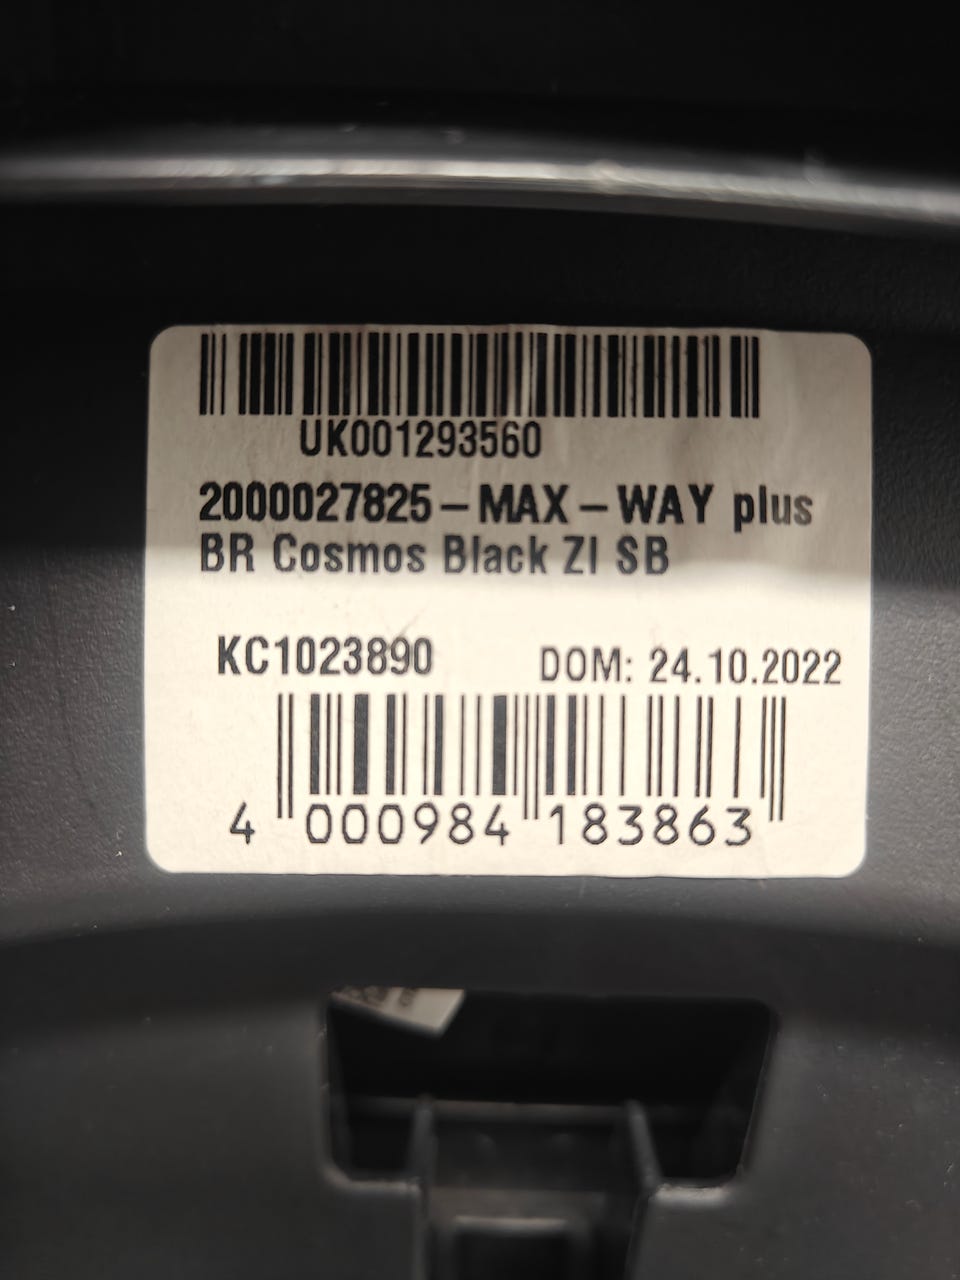 UK001293560
2000027825-MAX-WAY plus
BR Cosmos Black ZI SB
KC1023890 DOM: 24.10.2022
4 000984 183863